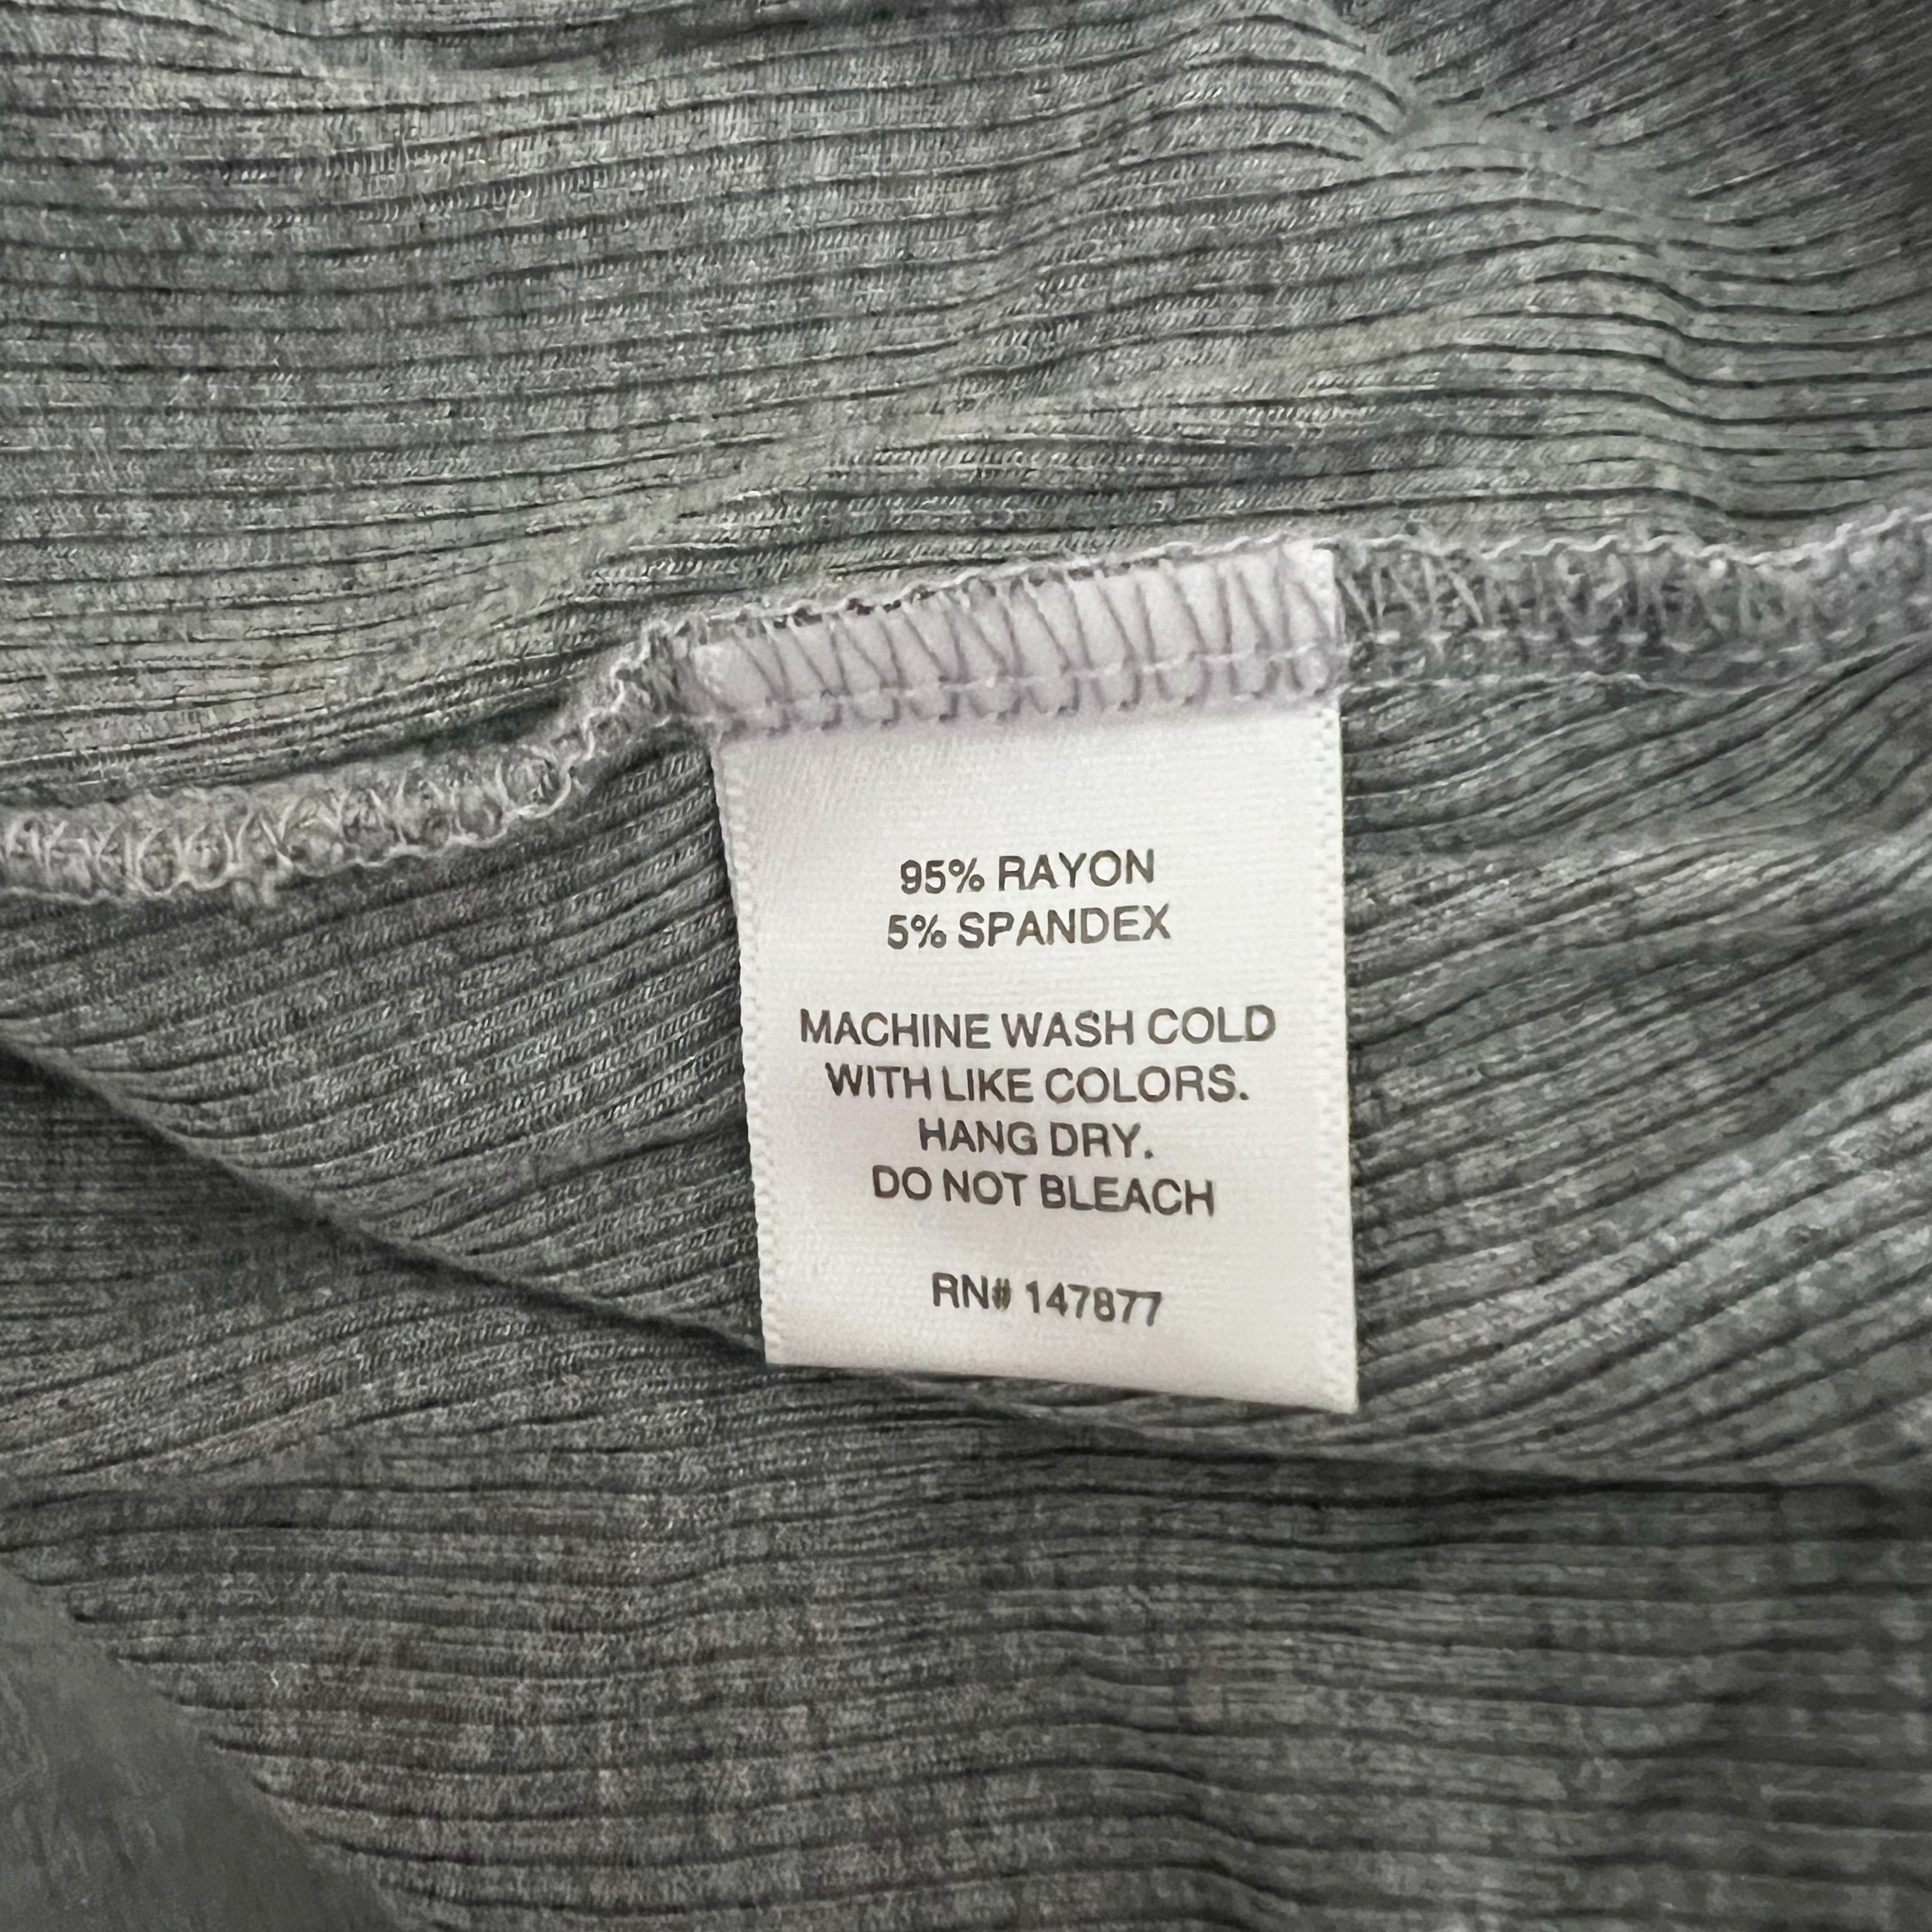 95% RAYON
5% SPANDEX
MACHINE WASH COLD
WITH LIKE COLORS.
HANG DRY.
DO NOT BLEACH
RN# 147877